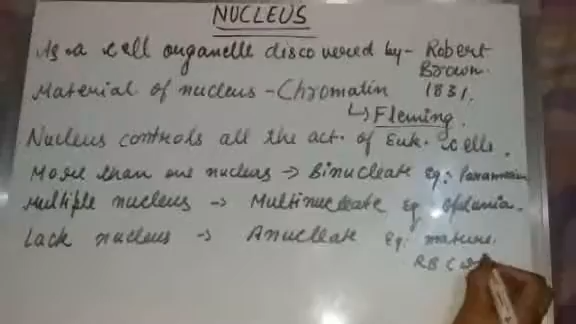 NUCLEUS
As a cell organelle discovered by - Robert
Brown
1831.
Material of nucleus - Chromatin
↳ Fleming.
Nucleus controls all the act. of Euk. cells.
More than one nucleus → Binucleate Eg:
Multiple nucleus → Multinucleate Eg
Lack nucleus → Anucleate Eg: mature
RBC